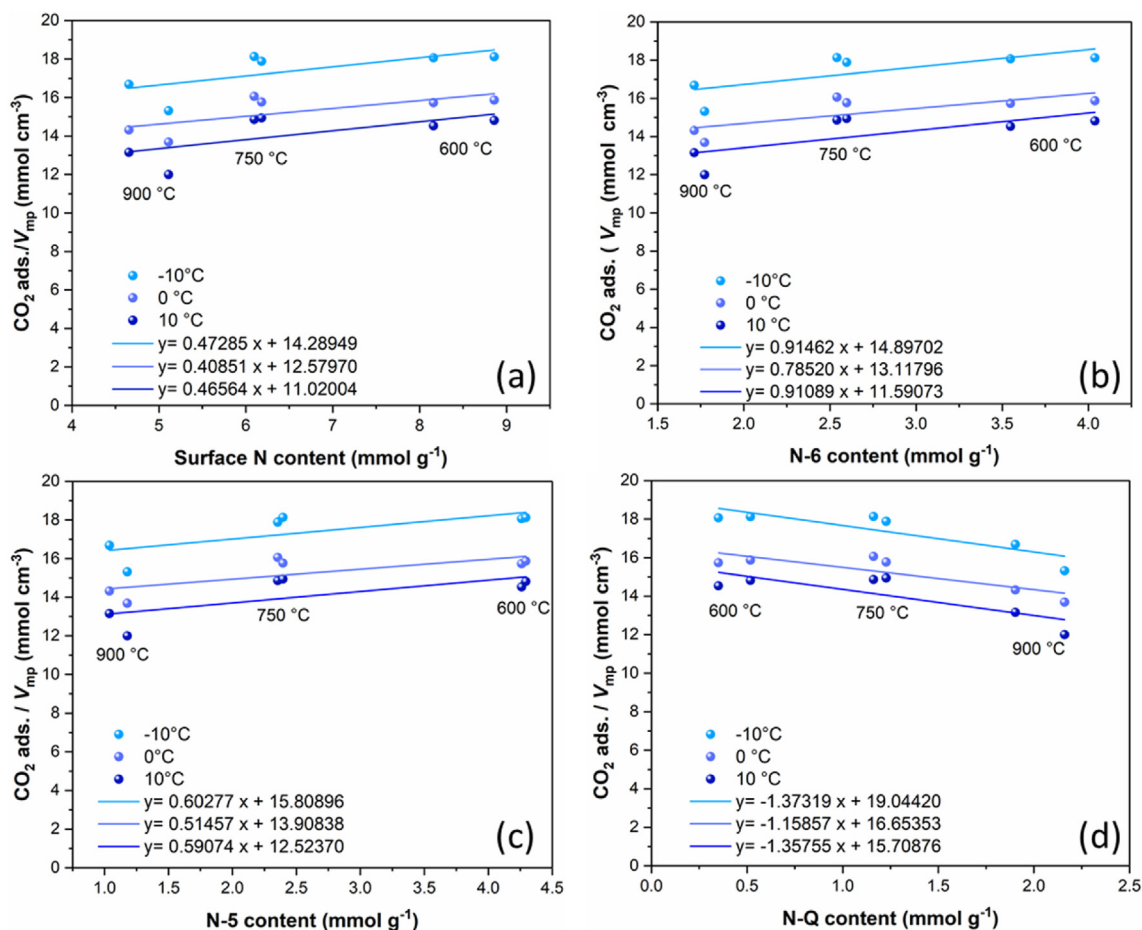 20
18
16
14
12
10
8
6
4
2
0
CO2 ads./Vmp (mmol cm-3)
(a)
900 °C
750 °C
600 °C
-10°C
0 °C
10 °C
y= 0.47285 x + 14.28949
y= 0.40851 x + 12.57970
y= 0.46564 x + 11.02004
4
5
6
7
8
9
Surface N content (mmol g-1)
20
18
16
14
12
10
8
6
4
2
0
CO2 ads. ( Vmp (mmol cm-3)
(b)
900 °C
750 °C
600 °C
-10°C
0 °C
10 °C
y= 0.91462 x + 14.89702
y= 0.78520 x + 13.11796
y= 0.91089 x + 11.59073
1.5
2.0
2.5
3.0
3.5
4.0
N-6 content (mmol g-1)
20
18
16
14
12
10
8
6
4
2
0
CO2 ads. / Vmp (mmol cm-3)
(c)
900 °C
750 °C
600 °C
-10°C
0°C
10°C
y= 0.60277 x + 15.80896
y= 0.51457 x + 13.90838
y= 0.59074 x + 12.52370
1.0
1.5
2.0
2.5
3.0
3.5
4.0
4.5
N-5 content (mmol g-1)
20
18
16
14
12
10
8
6
4
2
0
CO2 ads. / Vmp (mmol cm-3)
(d)
600 °C
750 °C
900 °C
-10°C
0 °C
10 °C
y= -1.37319 x + 19.04420
y= -1.15857 x + 16.65353
y= -1.35755 x + 15.70876
0.0
0.5
1.0
1.5
2.0
2.5
N-Q content (mmol g-1)